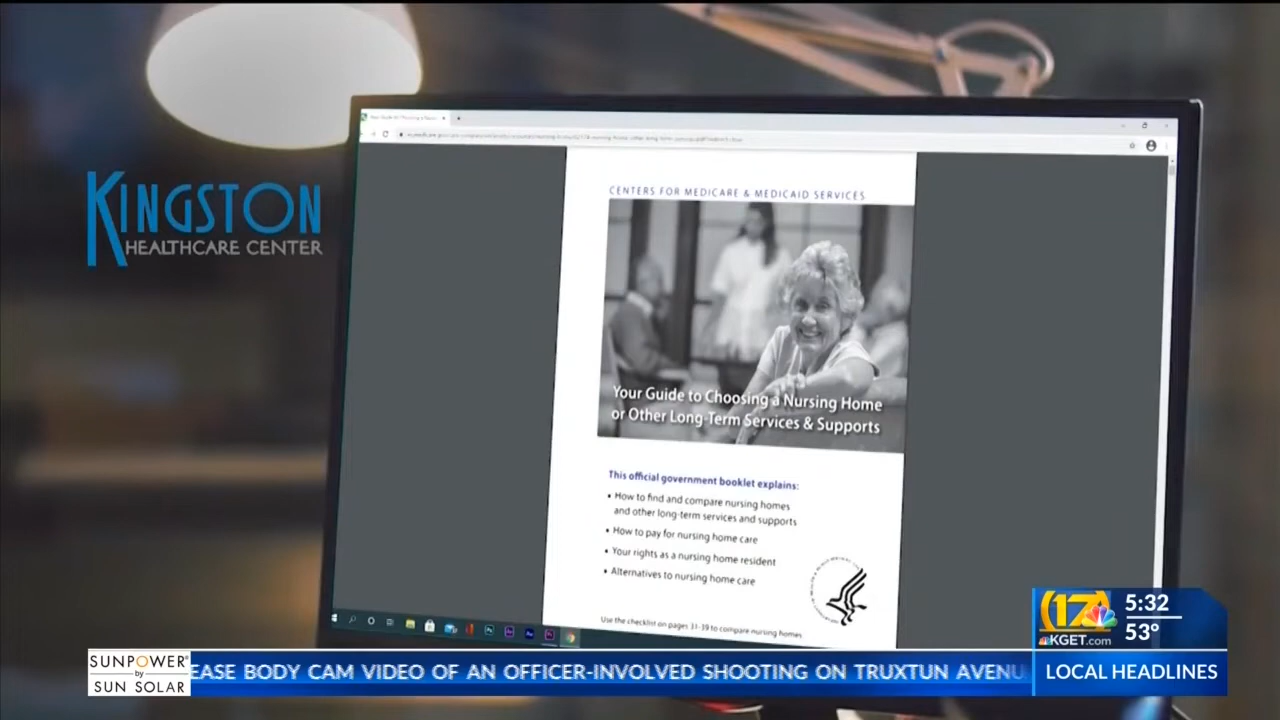 KINGSTON
HEALTHCARE CENTER
CENTERS FOR MEDICARE & MEDICAID SERVICES
Your Guide to Choosing a Nursing Home
or Other Long-Term Services & Supports
This official government booklet explains:
• How to find and compare nursing homes
and other long-term services and supports
• How to pay for nursing home care
• Your rights as a nursing home resident
• Alternatives to nursing home care
Use the checklist on pages 31-39 to compare nursing homes
17
KGET.com
5:32
53°
SUNPOWER®
by
SUN SOLAR
EASE BODY CAM VIDEO OF AN OFFICER-INVOLVED SHOOTING ON TRUXTUN AVENU
LOCAL HEADLINES